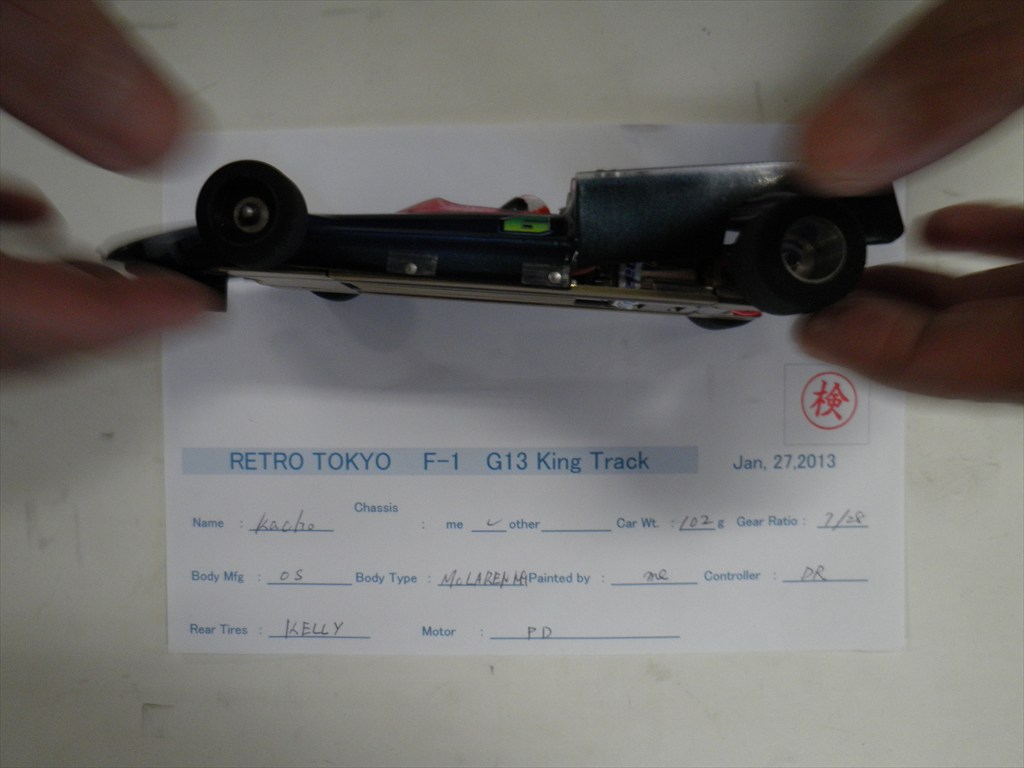 検
RETRO TOKYO F-1 G13 King Track Jan, 27,2013
Chassis
Name : Kacho : me ✓ other Car Wt. : 102 g Gear Ratio : 7/28
Body Mfg : OS Body Type : McLAREN Painted by : me Controller : DR
Rear Tires : KELLY Motor : PD